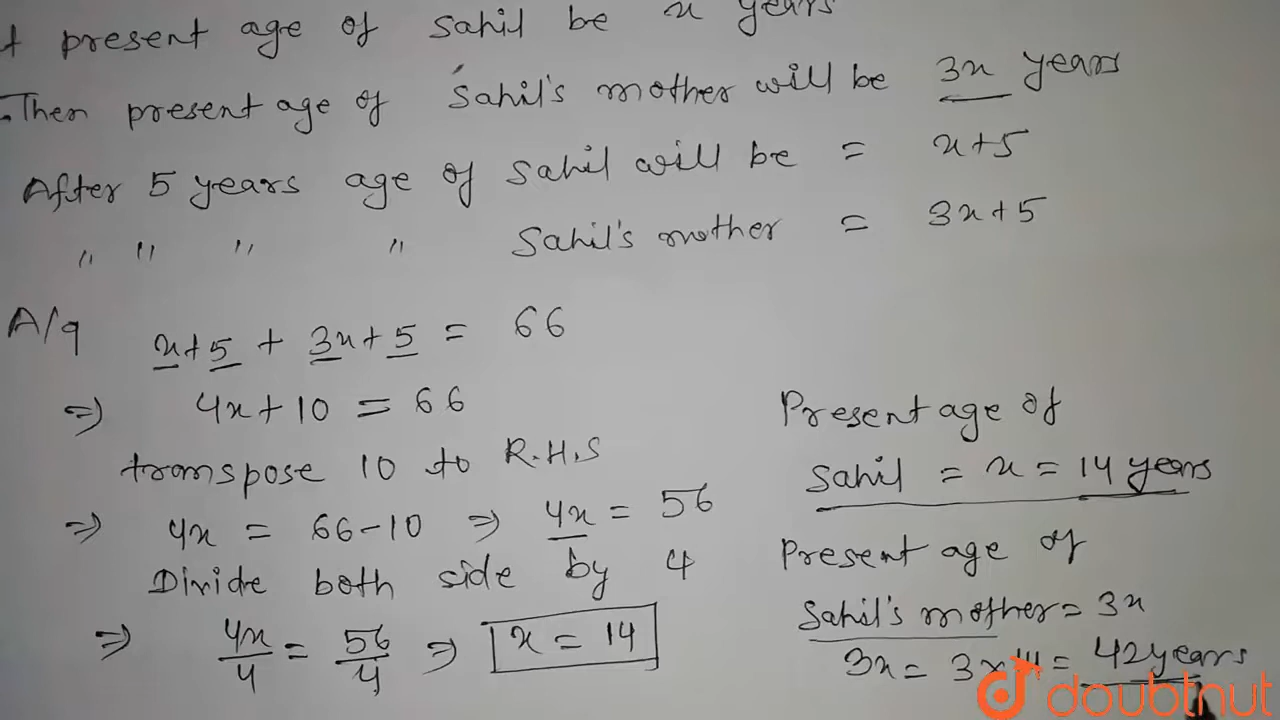 t present age of Sahil be x years
Then present age of Sahil's mother will be 3x years
After 5 years age of Sahil will be = x+5
" " " " Sahil's mother = 3x+5
A/q x+5 + 3x+5 = 66
⇒ 4x+10 = 66
transpose 10 to R.H.S
⇒ 4x = 66-10 ⇒ 4x = 56
Divide both side by 4
⇒ 4x/4 = 56/4 ⇒ x = 14
Present age of
Sahil = x = 14 years
Present age of
Sahil's mother = 3x
3x = 3×14 = 42 years
doubtnut